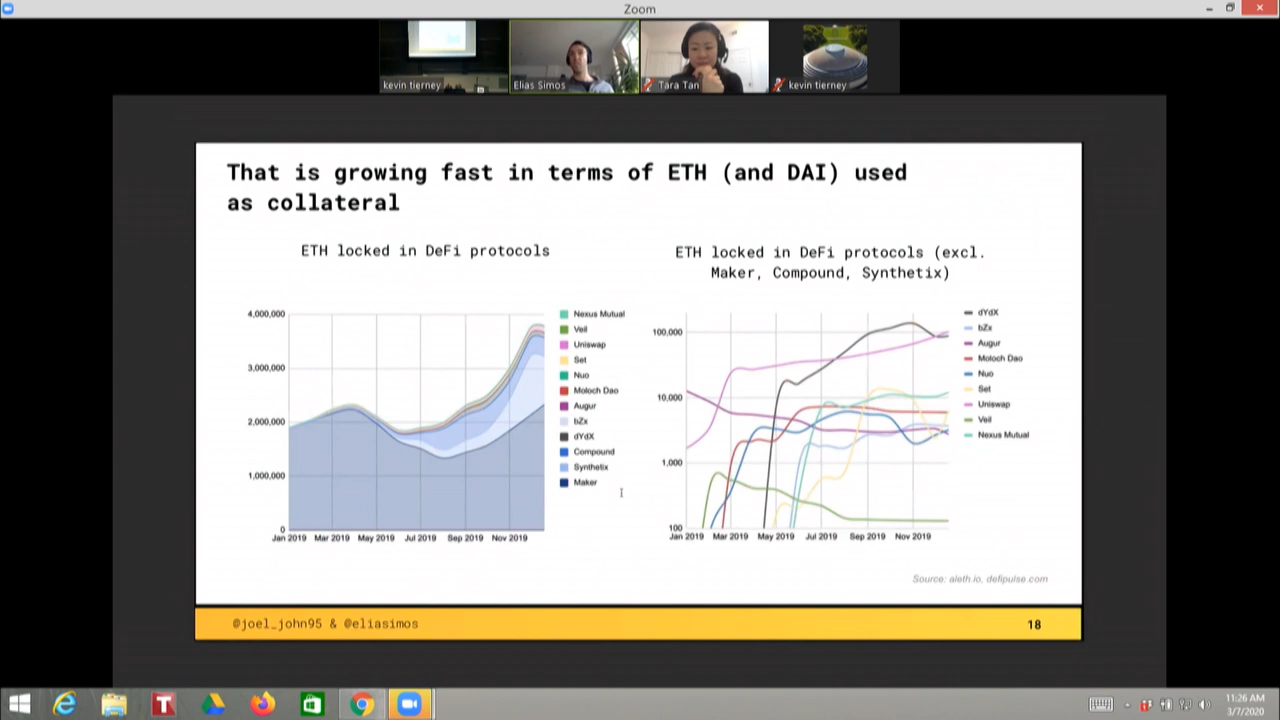 Zoom
kevin tierney
Elias Simos
Tara Tan
kevin tierney
That is growing fast in terms of ETH (and DAI) used
as collateral
ETH locked in DeFi protocols
4,000,000
3,000,000
2,000,000
1,000,000
0
Jan 2019 Mar 2019 May 2019 Jul 2019 Sep 2019 Nov 2019
Nexus Mutual
Veil
Uniswap
Set
Nuo
Moloch Dao
Augur
bZx
dYdX
Compound
Synthetix
Maker
ETH locked in DeFi protocols (excl.
Maker, Compound, Synthetix)
100,000
10,000
1,000
100
Jan 2019 Mar 2019 May 2019 Jul 2019 Sep 2019 Nov 2019
dYdX
bZx
Augur
Moloch Dao
Nuo
Set
Uniswap
Veil
Nexus Mutual
Source: aleth.io, defipulse.com
@joel_john95 & @eliasimos
18
11:26 AM
3/7/2020